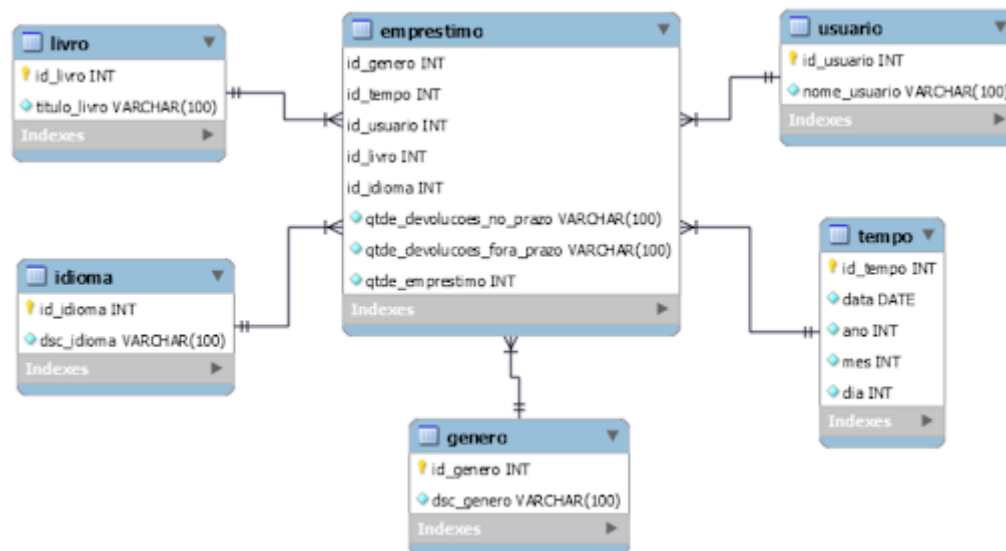 livro
id_livro INT
titulo_livro VARCHAR(100)
Indexes
emprestimo
id_genero INT
id_tempo INT
id_usuario INT
id_livro INT
id_idioma INT
qtde_devolucoes_no_prazo VARCHAR(100)
qtde_devolucoes_fora_prazo VARCHAR(100)
qtde_emprestimo INT
Indexes
usuario
id_usuario INT
nome_usuario VARCHAR(100)
Indexes
idioma
id_idioma INT
dsc_idioma VARCHAR(100)
Indexes
tempo
id_tempo INT
data DATE
ano INT
mes INT
dia INT
Indexes
genero
id_genero INT
dsc_genero VARCHAR(100)
Indexes